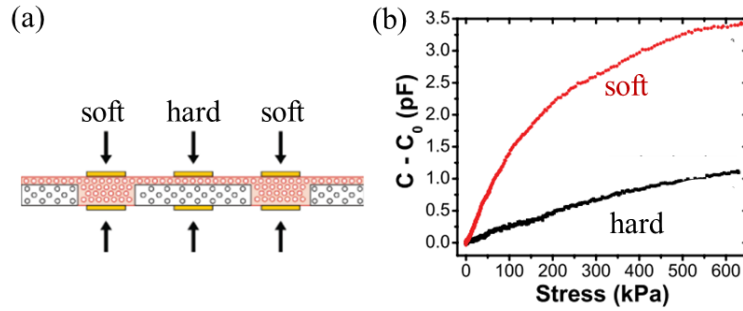 (a)
soft hard soft
(b)
C - C₀ (pF)
3.5
3.0
2.5
2.0
1.5
1.0
0.5
0.0
soft
hard
0 100 200 300 400 500 600
Stress (kPa)